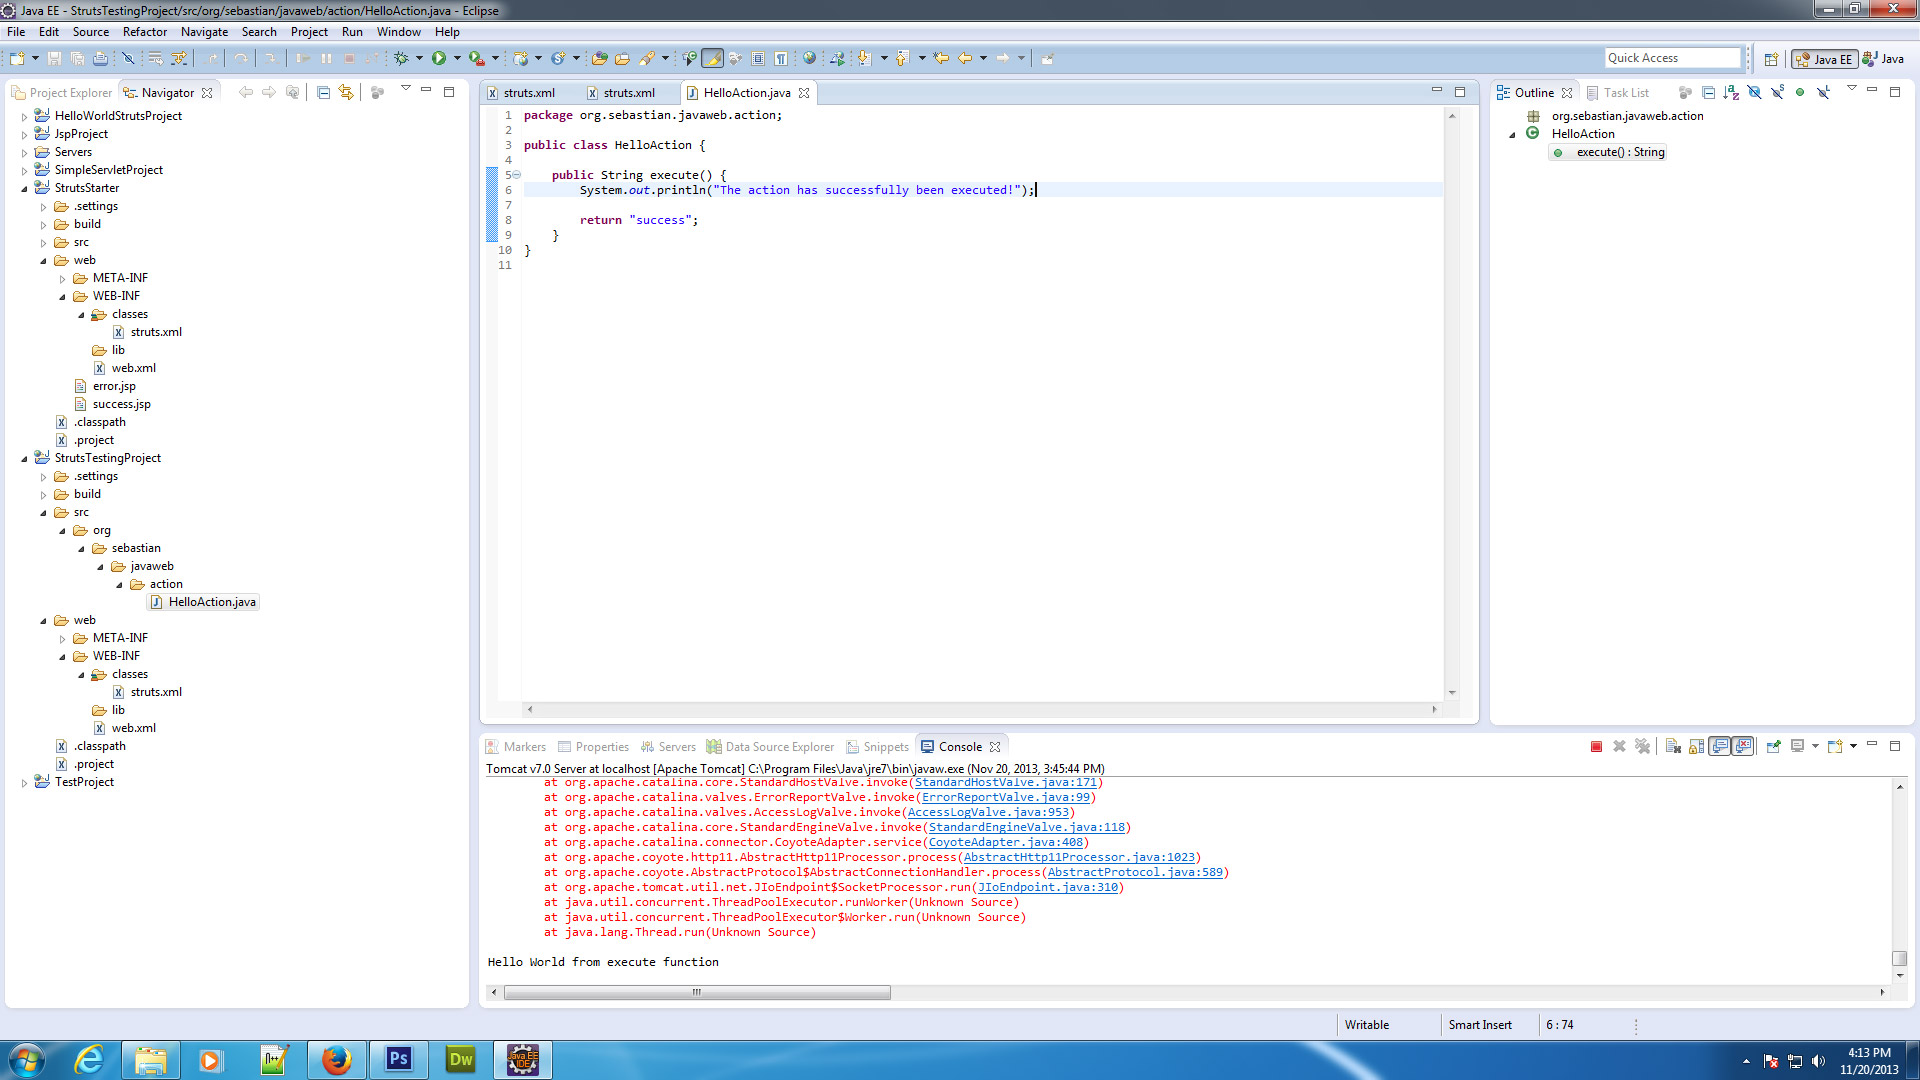 Java EE - StrutsTestingProject/src/org/sebastian/javaweb/action/HelloAction.java - Eclipse
File Edit Source Refactor Navigate Search Project Run Window Help
Quick Access
Java EE
Java
Project Explorer
Navigator
HelloWorldStrutsProject
JspProject
Servers
SimpleServletProject
StrutsStarter
.settings
build
src
web
META-INF
WEB-INF
classes
struts.xml
lib
web.xml
error.jsp
success.jsp
.classpath
.project
StrutsTestingProject
.settings
build
src
org
sebastian
javaweb
action
HelloAction.java
web
META-INF
WEB-INF
classes
struts.xml
lib
web.xml
.classpath
.project
TestProject
struts.xml
struts.xml
HelloAction.java
1 package org.sebastian.javaweb.action;
2
3 public class HelloAction {
4
5     public String execute() {
6         System.out.println("The action has successfully been executed!");
7
8         return "success";
9     }
10 }
11
Outline
Task List
org.sebastian.javaweb.action
HelloAction
execute() : String
Markers
Properties
Servers
Data Source Explorer
Snippets
Console
Tomcat v7.0 Server at localhost [Apache Tomcat] C:\Program Files\Java\jre7\bin\javaw.exe (Nov 20, 2013, 3:45:44 PM)
at org.apache.catalina.core.StandardHostValve.invoke(StandardHostValve.java:171)
at org.apache.catalina.valves.ErrorReportValve.invoke(ErrorReportValve.java:99)
at org.apache.catalina.valves.AccessLogValve.invoke(AccessLogValve.java:953)
at org.apache.catalina.core.StandardEngineValve.invoke(StandardEngineValve.java:118)
at org.apache.catalina.connector.CoyoteAdapter.service(CoyoteAdapter.java:408)
at org.apache.coyote.http11.AbstractHttp11Processor.process(AbstractHttp11Processor.java:1023)
at org.apache.coyote.AbstractProtocol$AbstractConnectionHandler.process(AbstractProtocol.java:589)
at org.apache.tomcat.util.net.JIoEndpoint$SocketProcessor.run(JIoEndpoint.java:310)
at java.util.concurrent.ThreadPoolExecutor.runWorker(Unknown Source)
at java.util.concurrent.ThreadPoolExecutor$Worker.run(Unknown Source)
at java.lang.Thread.run(Unknown Source)
Hello World from execute function
Writable
Smart Insert
6 : 74
Ps
Dw
Java EE
IDE
4:13 PM
11/20/2013